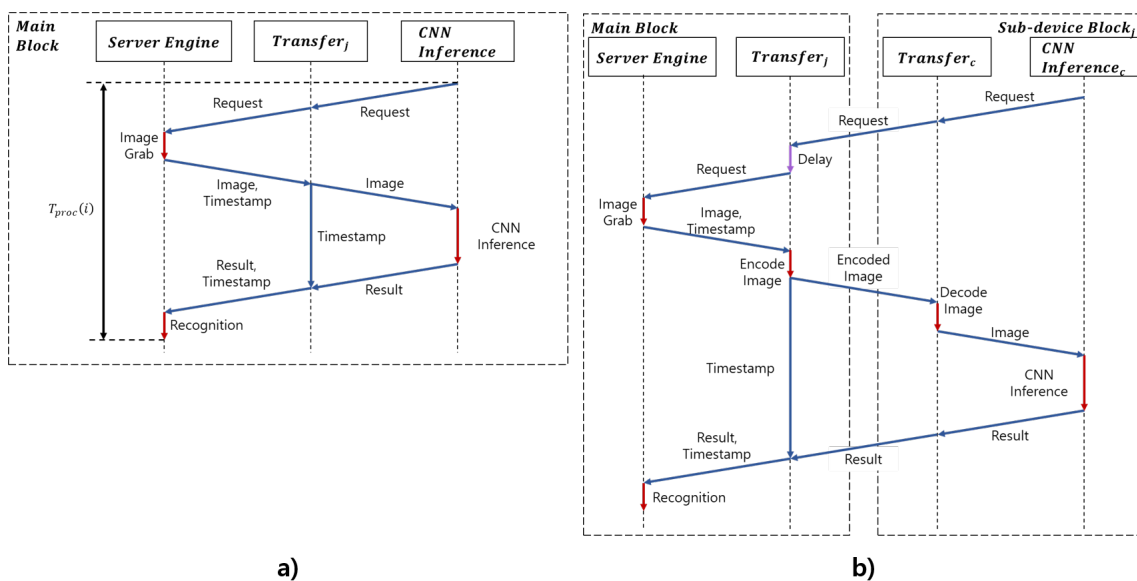 Main
Block
Server Engine
Transfer_j
CNN
Inference
Request
Request
Image
Grab
Image,
Timestamp
Image
T_proc(i)
Timestamp
CNN
Inference
Result,
Timestamp
Result
Recognition
a)
Main Block
Sub-device Block_j
Server Engine
Transfer_j
Transfer_c
CNN
Inference_c
Request
Request
Delay
Request
Image
Grab
Image,
Timestamp
Encode
Image
Encoded
Image
Decode
Image
Image
Timestamp
CNN
Inference
Result,
Timestamp
Result
Result
Recognition
b)